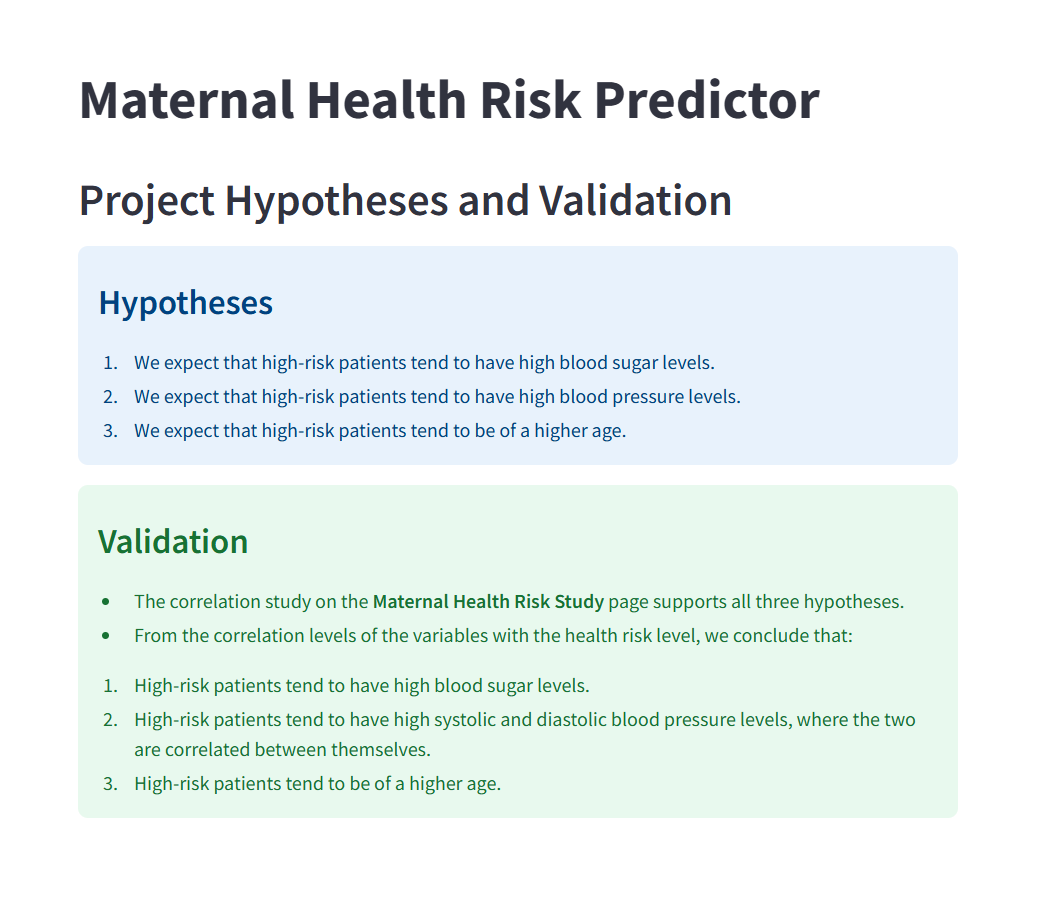 Maternal Health Risk Predictor
Project Hypotheses and Validation
Hypotheses
1. We expect that high-risk patients tend to have high blood sugar levels.
2. We expect that high-risk patients tend to have high blood pressure levels.
3. We expect that high-risk patients tend to be of a higher age.
Validation
• The correlation study on the Maternal Health Risk Study page supports all three hypotheses.
• From the correlation levels of the variables with the health risk level, we conclude that:
1. High-risk patients tend to have high blood sugar levels.
2. High-risk patients tend to have high systolic and diastolic blood pressure levels, where the two
are correlated between themselves.
3. High-risk patients tend to be of a higher age.